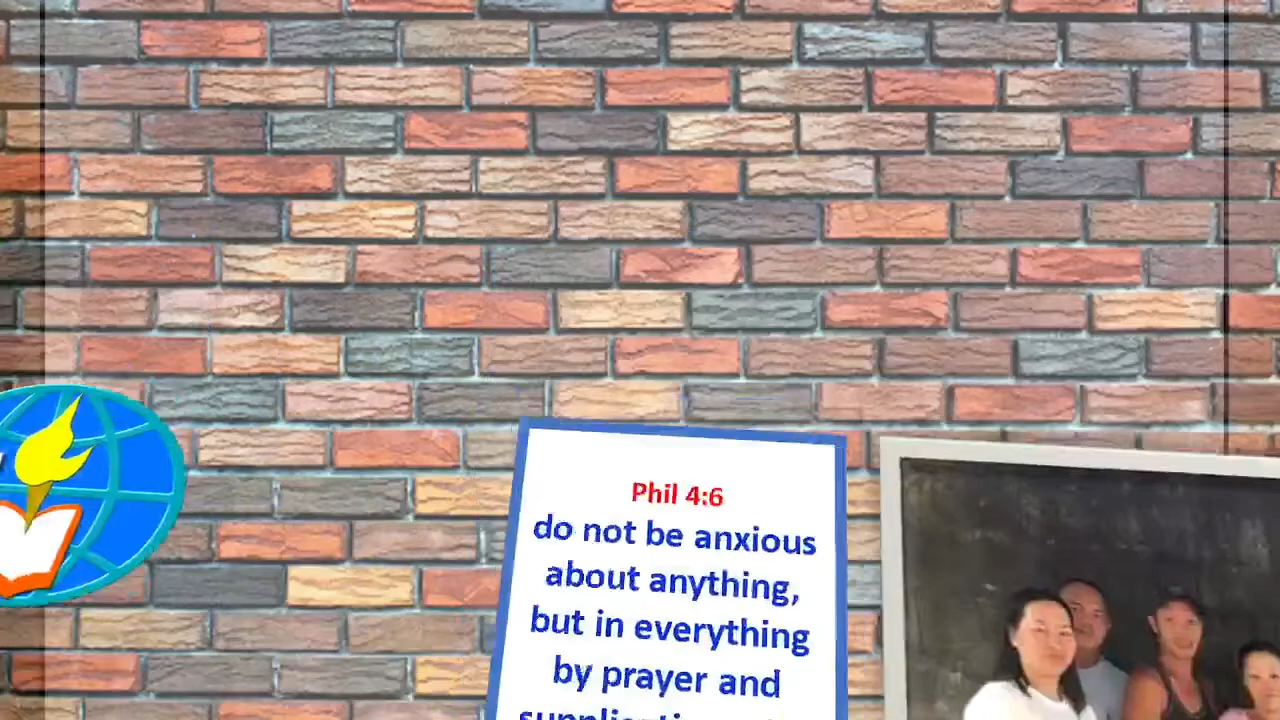 Phil 4:6
do not be anxious
about anything,
but in everything
by prayer and